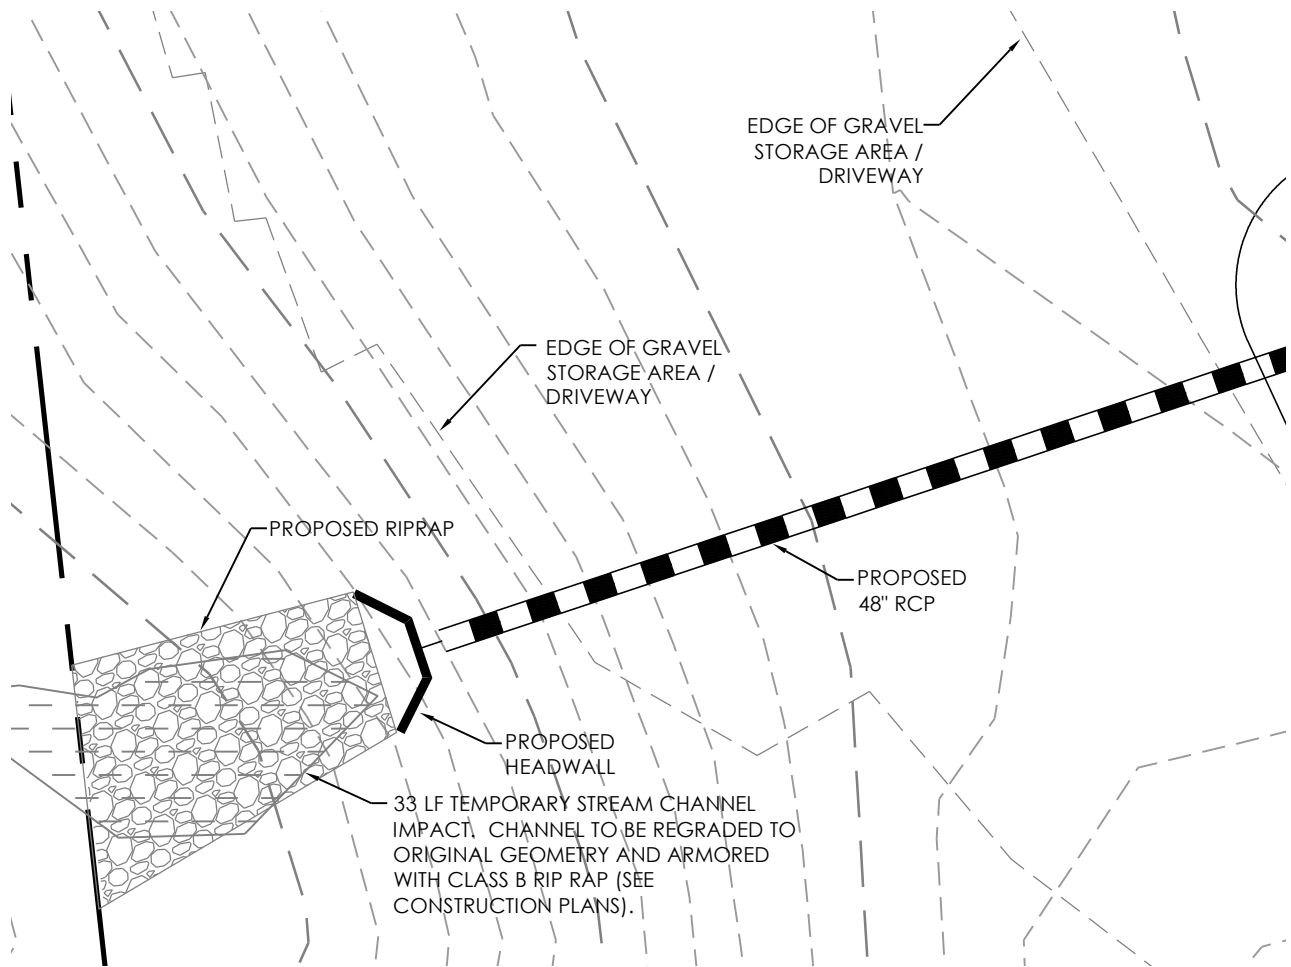 EDGE OF GRAVEL
STORAGE AREA /
DRIVEWAY
EDGE OF GRAVEL
STORAGE AREA /
DRIVEWAY
PROPOSED RIPRAP
PROPOSED
48" RCP
PROPOSED
HEADWALL
33 LF TEMPORARY STREAM CHANNEL
IMPACT. CHANNEL TO BE REGRADED TO
ORIGINAL GEOMETRY AND ARMORED
WITH CLASS B RIP RAP (SEE
CONSTRUCTION PLANS).